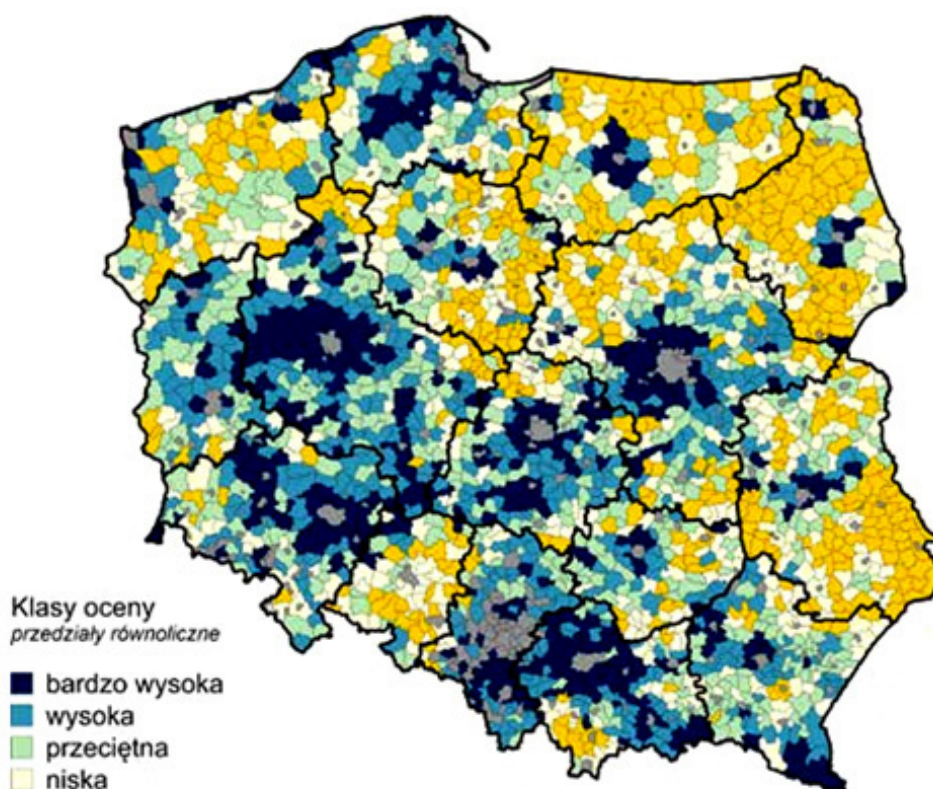 Klasy oceny
przedziały równoliczne
bardzo wysoka
wysoka
przeciętna
niska